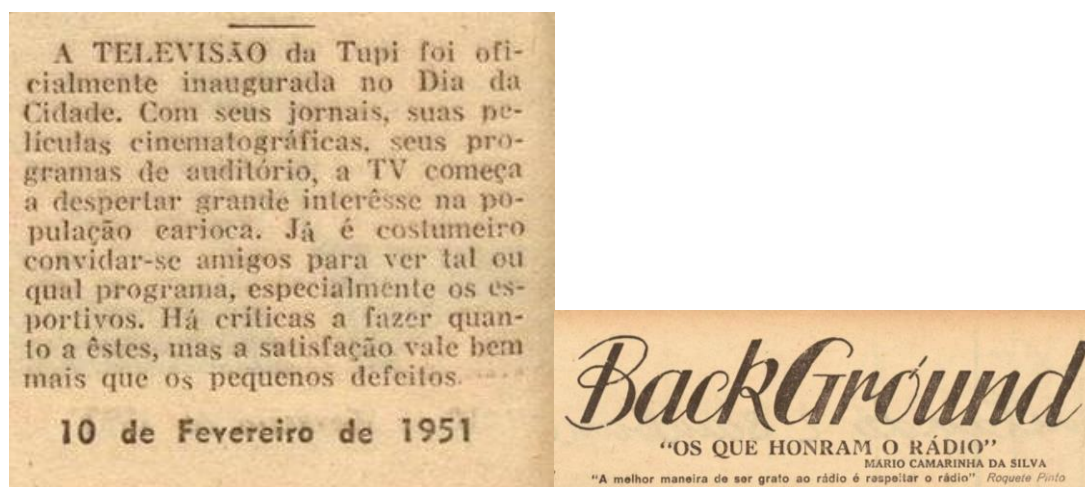 A TELEVISÃO da Tupi foi ofi-
cialmente inaugurada no Dia da
Cidade. Com seus jornais, suas pe-
lículas cinematográficas, seus pro-
gramas de auditório, a TV começa
a despertar grande interêsse na po-
pulação carioca. Já é costumeiro
convidar-se amigos para ver tal ou
qual programa, especialmente os es-
portivos. Há críticas a fazer quan-
to a êstes, mas a satisfação vale bem
mais que os pequenos defeitos.
10 de Fevereiro de 1951
BackGróund
"OS QUE HONRAM O RÁDIO"
MARIO CAMARINHA DA SILVA
"A melhor maneira de ser grato ao rádio é raspeitar o rádio" Roquete Pinto